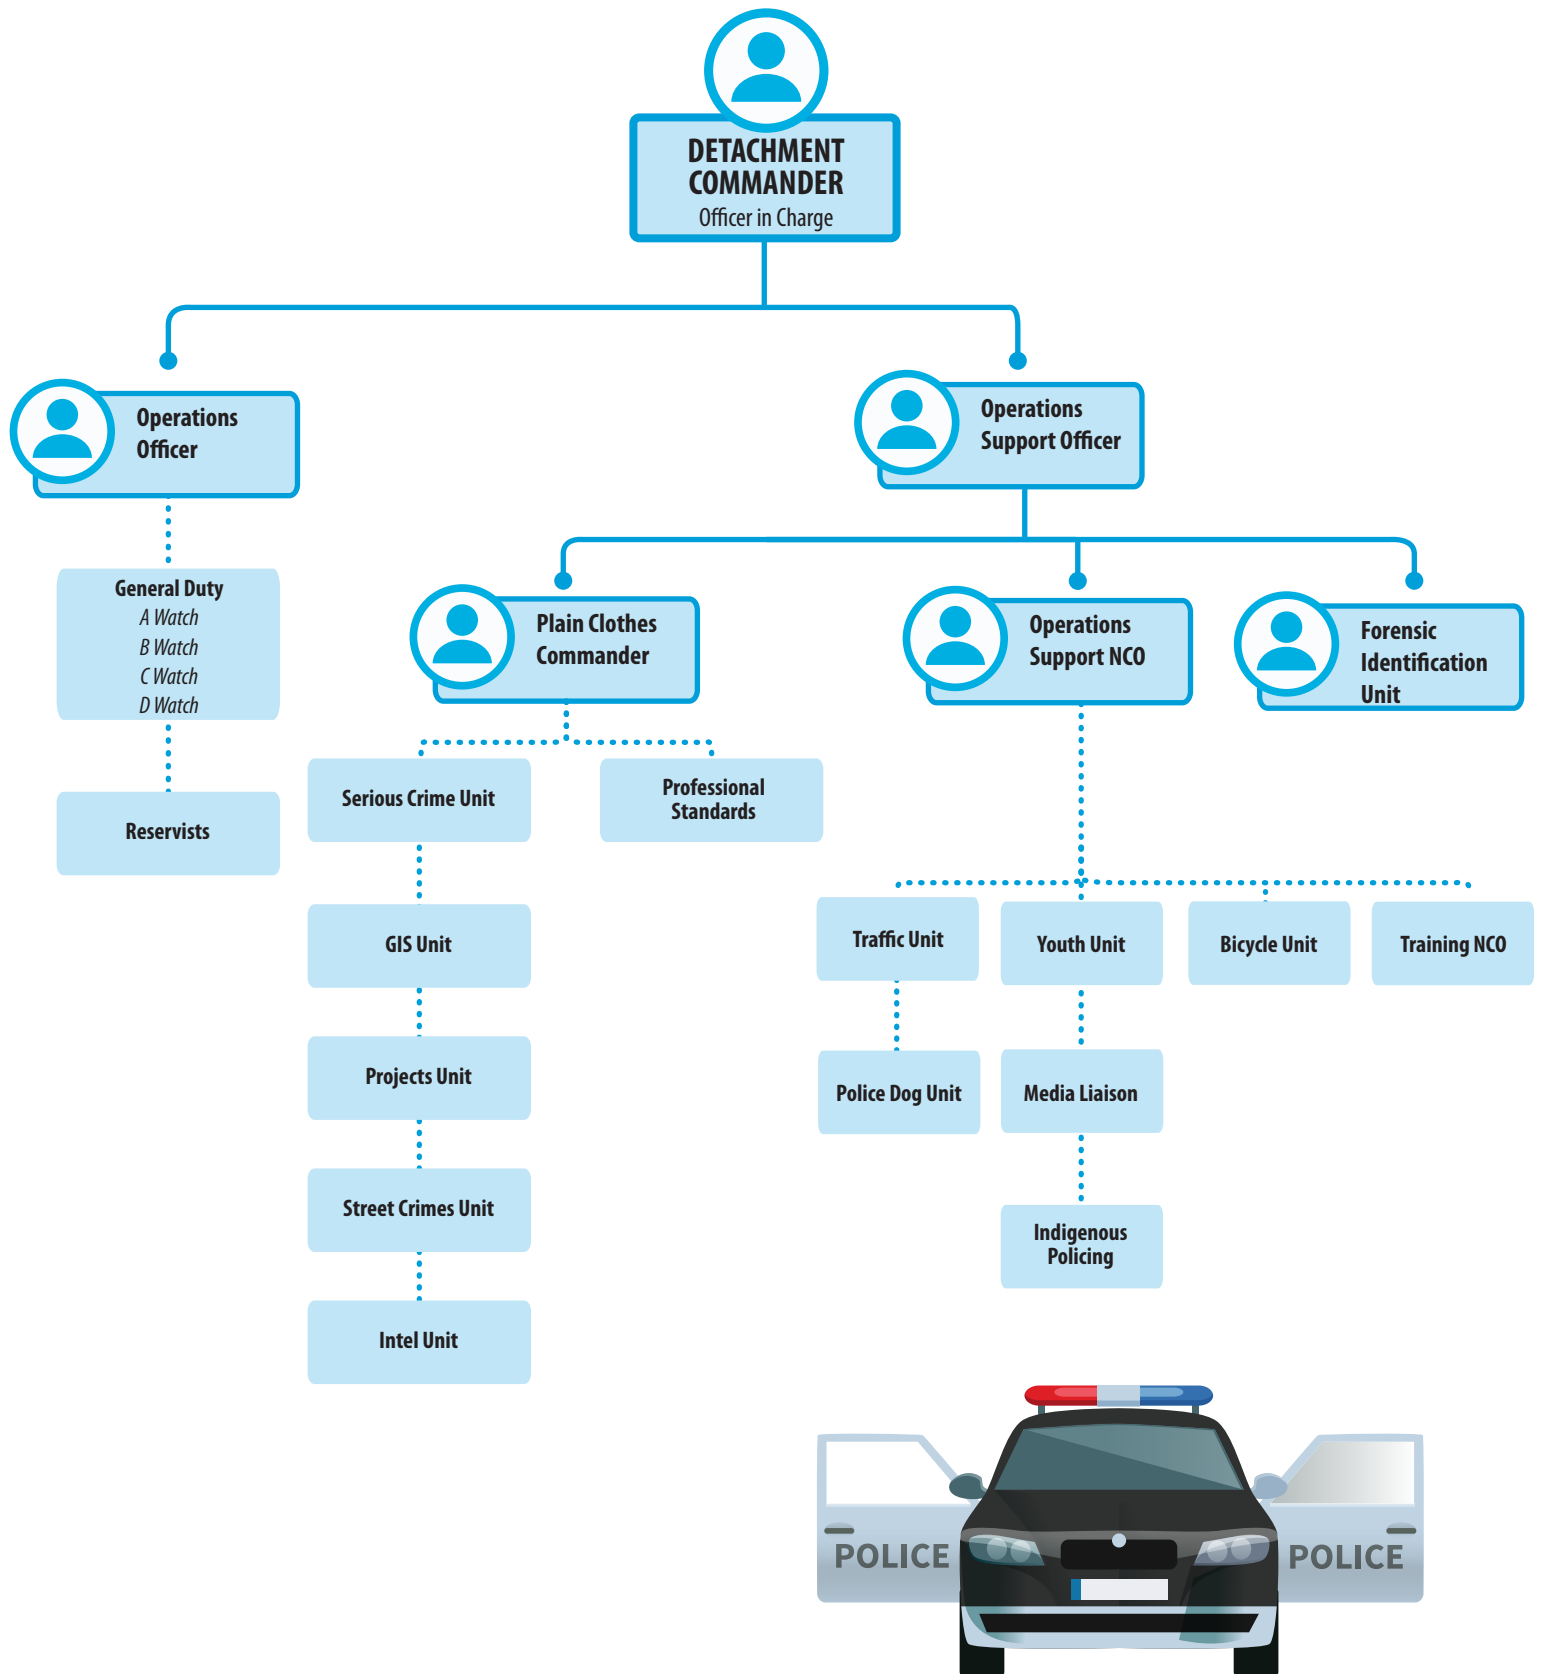 DETACHMENT
COMMANDER
Officer in Charge
Operations
Officer
Operations
Support Officer
General Duty
A Watch
B Watch
C Watch
D Watch
Reservists
Plain Clothes
Commander
Operations
Support NCO
Forensic
Identification
Unit
Serious Crime Unit
Professional
Standards
GIS Unit
Projects Unit
Street Crimes Unit
Intel Unit
Traffic Unit
Youth Unit
Bicycle Unit
Training NCO
Police Dog Unit
Media Liaison
Indigenous
Policing
POLICE
POLICE